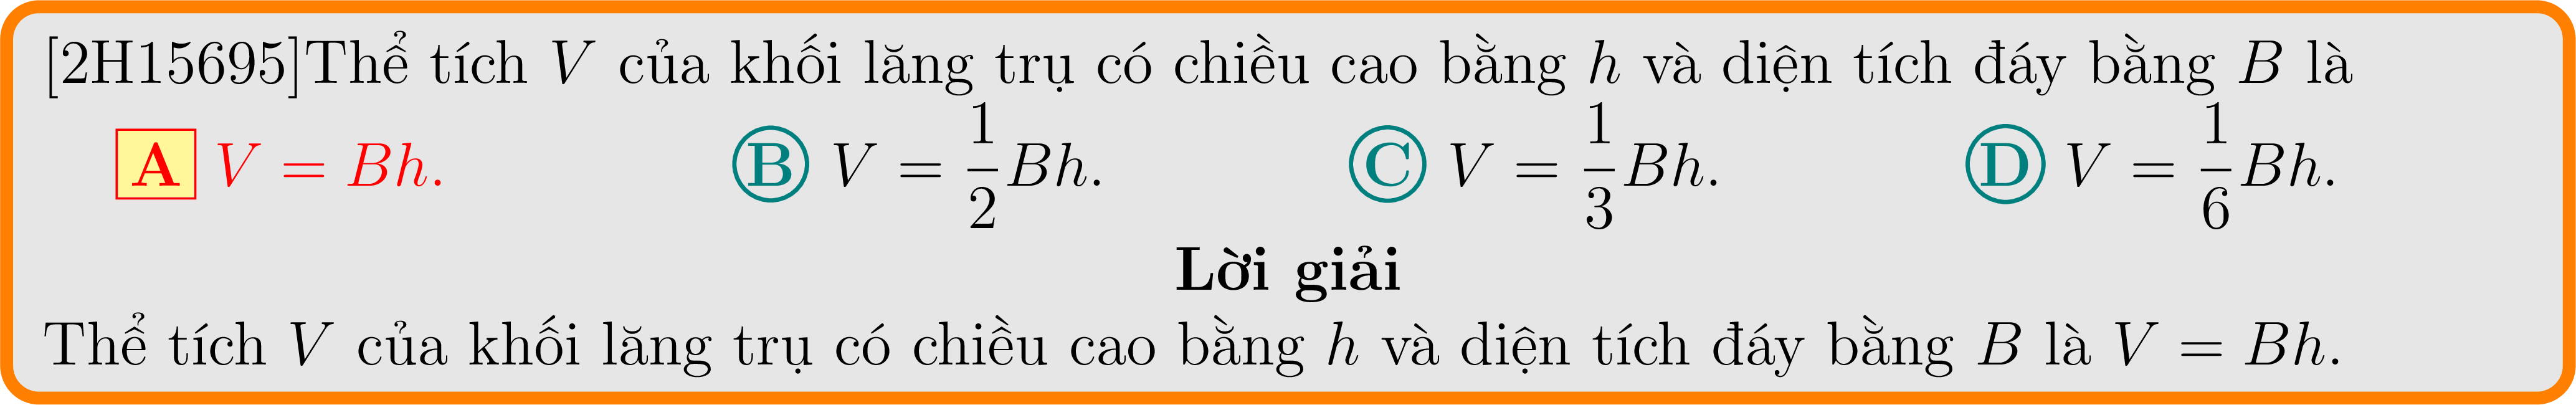 [2H15695]Thể tích V của khối lăng trụ có chiều cao bằng h và diện tích đáy bằng B là
A V = Bh. B V = \frac{1}{2}Bh. C V = \frac{1}{3}Bh. D V = \frac{1}{6}Bh.
Lời giải
Thể tích V của khối lăng trụ có chiều cao bằng h và diện tích đáy bằng B là V = Bh.